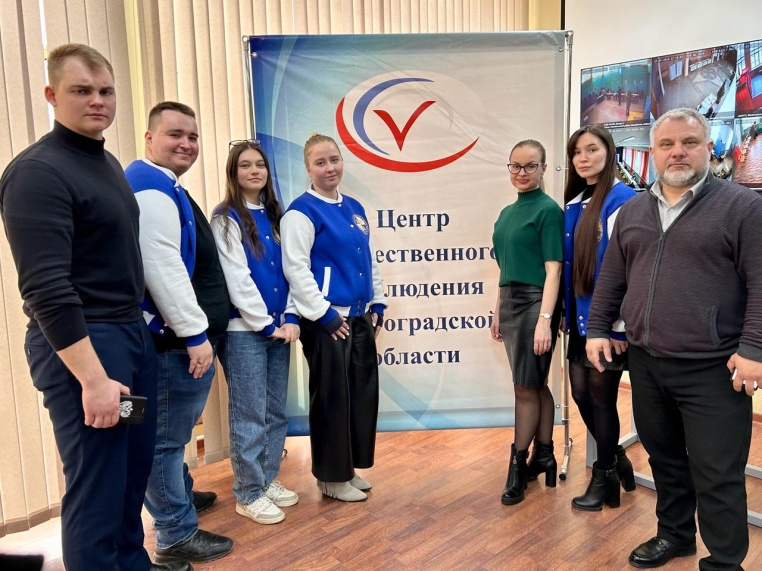 Центр
ественного
людения
оградской
области